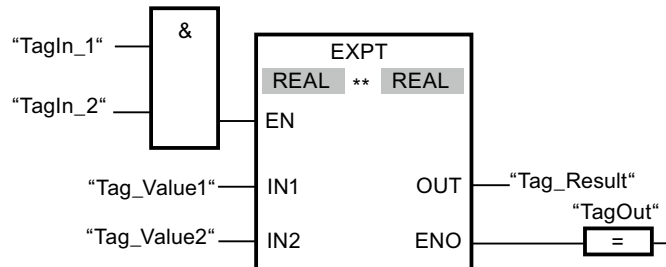 &
“TagIn_1“
EXPT
REAL ** REAL
“TagIn_2“
EN
“Tag_Value1“ IN1 OUT “Tag_Result“
“TagOut“
“Tag_Value2“ IN2 ENO =